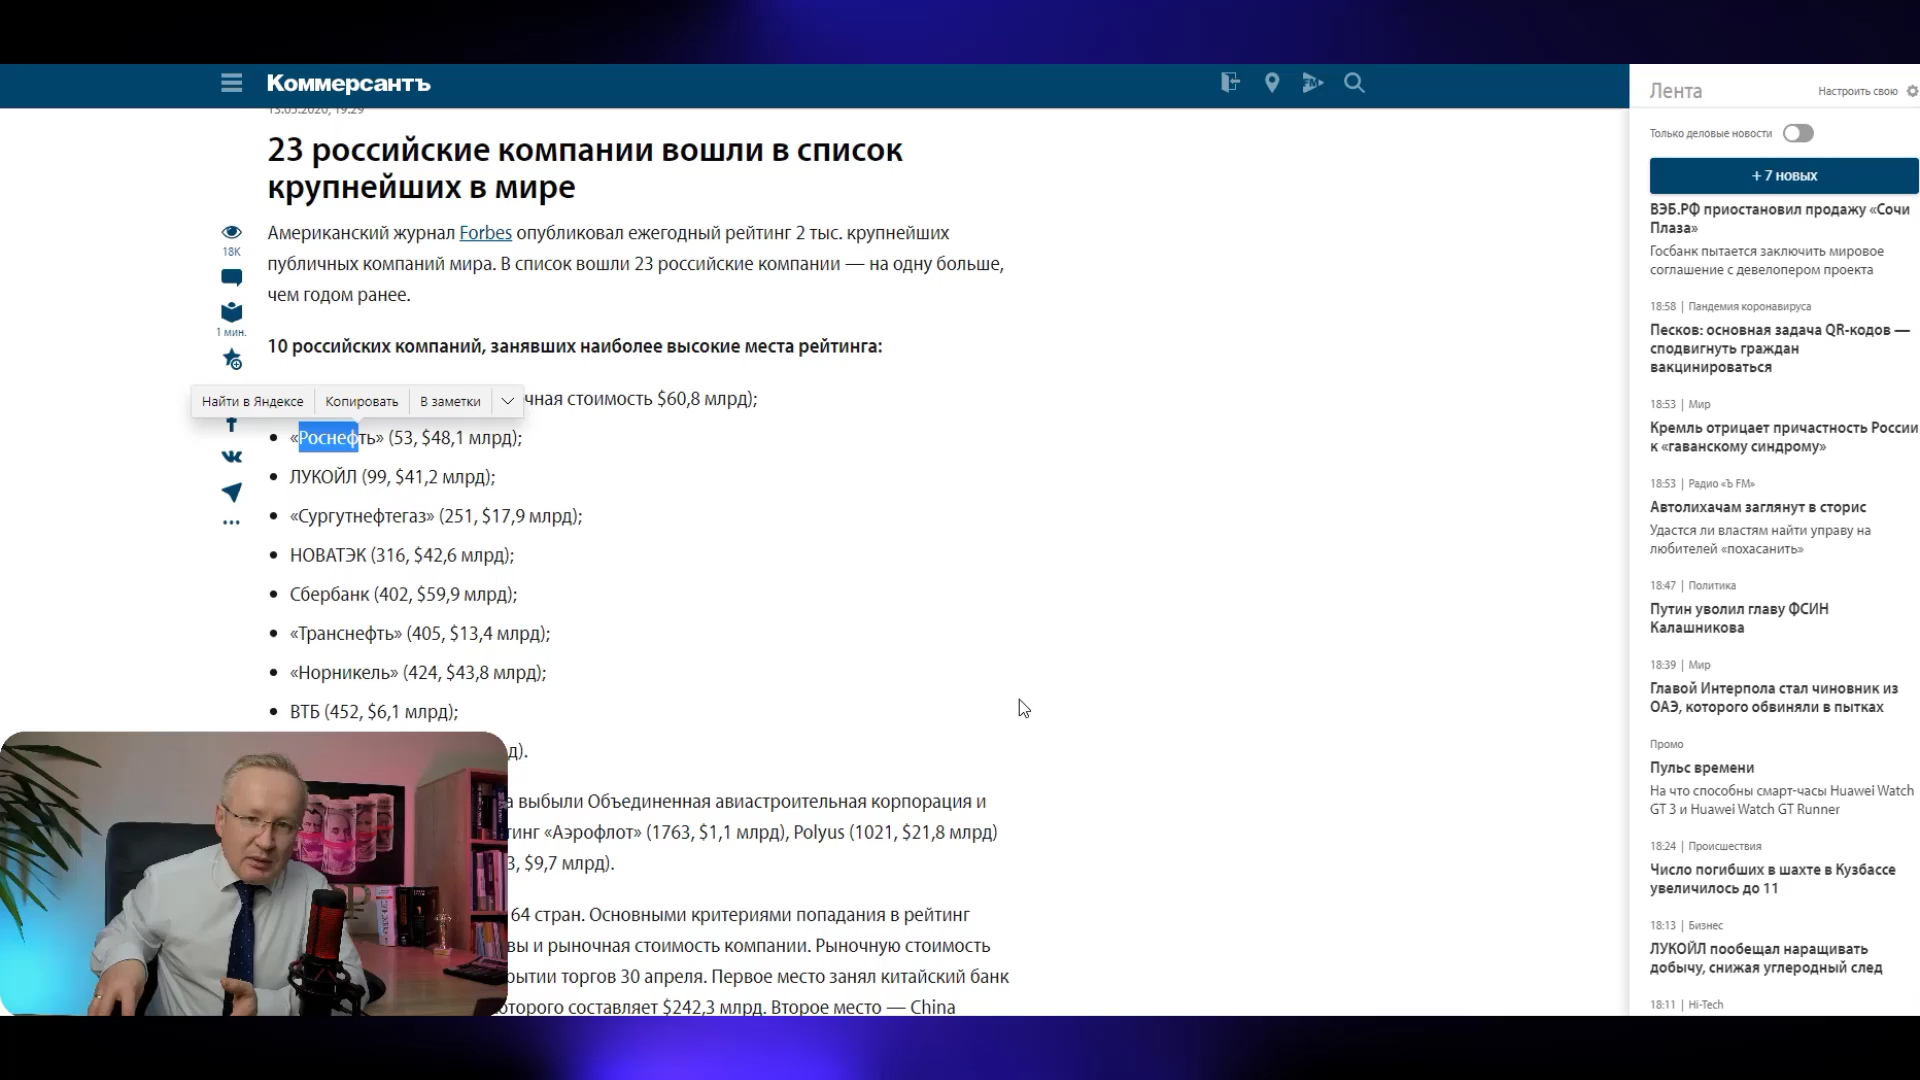 Коммерсантъ
13.05.2020, 19:29
23 российские компании вошли в список
крупнейших в мире
18K
Американский журнал Forbes опубликовал ежегодный рейтинг 2 тыс. крупнейших
публичных компаний мира. В список вошли 23 российские компании — на одну больше,
чем годом ранее.
1 мин.
10 российских компаний, занявших наиболее высокие места рейтинга:
Найти в Яндексе
Копировать
В заметки
чная стоимость $60,8 млрд);
• «Роснефть» (53, $48,1 млрд);
• ЛУКОЙЛ (99, $41,2 млрд);
• «Сургутнефтегаз» (251, $17,9 млрд);
• НОВАТЭК (316, $42,6 млрд);
• Сбербанк (402, $59,9 млрд);
• «Транснефть» (405, $13,4 млрд);
• «Норникель» (424, $43,8 млрд);
• ВТБ (452, $6,1 млрд);
д).
а выбыли Объединенная авиастроительная корпорация и
тинг «Аэрофлот» (1763, $1,1 млрд), Polyus (1021, $21,8 млрд)
3, $9,7 млрд).
64 стран. Основными критериями попадания в рейтинг
вы и рыночная стоимость компании. Рыночную стоимость
рытии торгов 30 апреля. Первое место занял китайский банк
оторого составляет $242,3 млрд. Второе место — China
Лента
Настроить свою
Только деловые новости
+ 7 новых
ВЭБ.РФ приостановил продажу «Сочи
Плаза»
Госбанк пытается заключить мировое
соглашение с девелопером проекта
18:58 | Пандемия коронавируса
Песков: основная задача QR-кодов —
сподвигнуть граждан
вакцинироваться
18:53 | Мир
Кремль отрицает причастность России
к «гаванскому синдрому»
18:53 | Радио «Ъ FM»
Автолихачам заглянут в сторис
Удастся ли властям найти управу на
любителей «похасанить»
18:47 | Политика
Путин уволил главу ФСИН
Калашникова
18:39 | Мир
Главой Интерпола стал чиновник из
ОАЭ, которого обвиняли в пытках
Промо
Пульс времени
На что способны смарт-часы Huawei Watch
GT 3 и Huawei Watch GT Runner
18:24 | Происшествия
Число погибших в шахте в Кузбассе
увеличилось до 11
18:13 | Бизнес
ЛУКОЙЛ пообещал наращивать
добычу, снижая углеродный след
18:11 | Hi-Tech